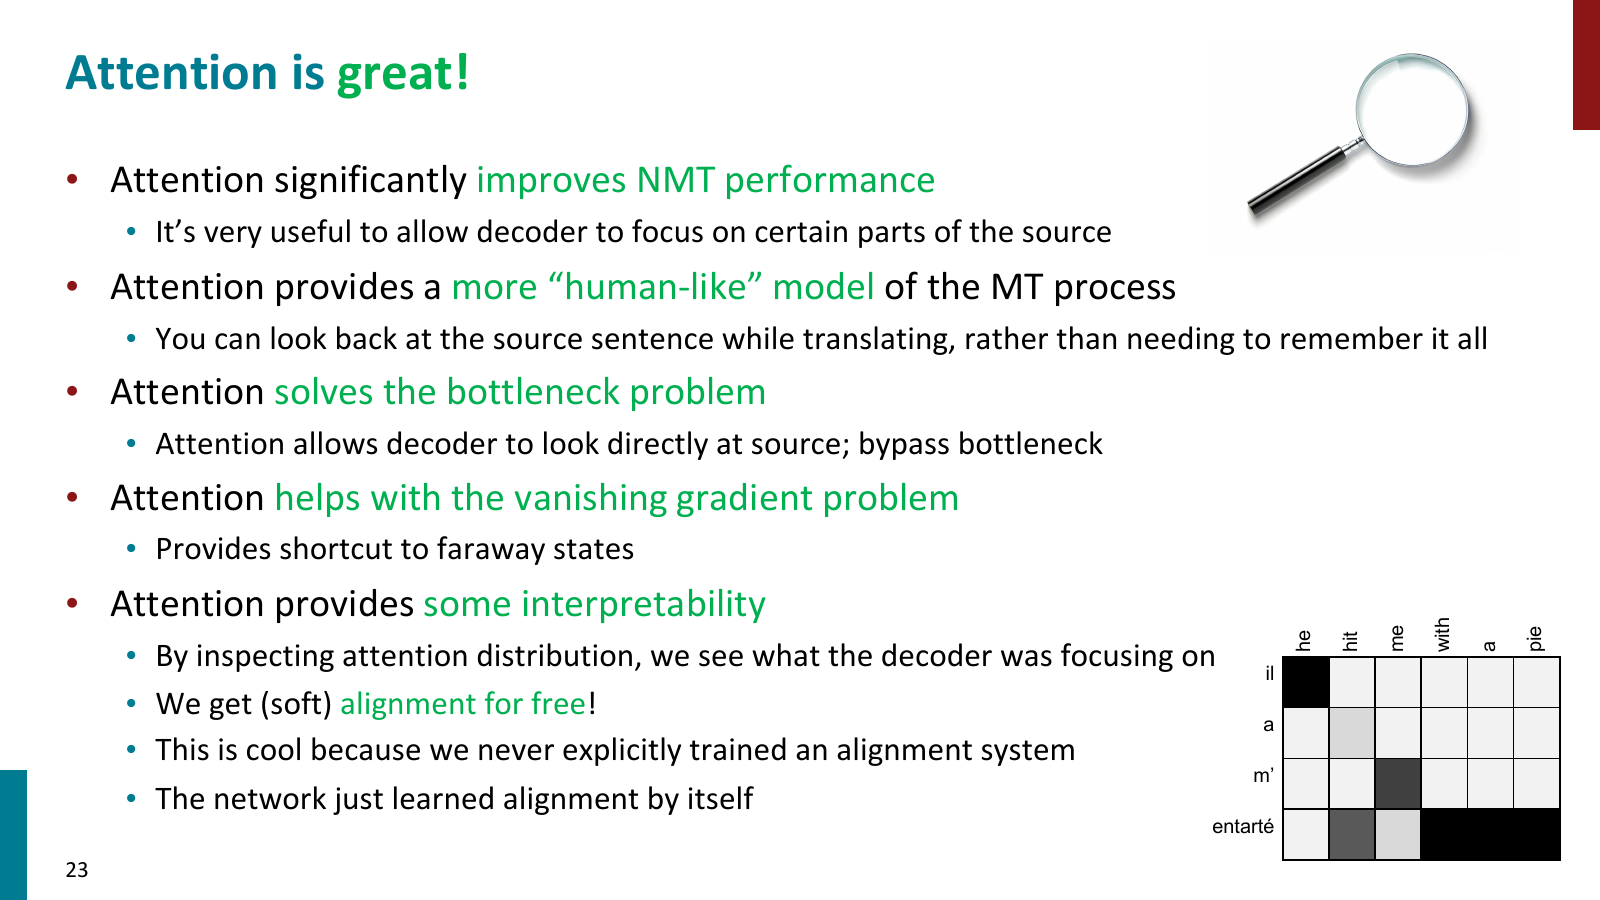 Attention is great!
• Attention significantly improves NMT performance
• It’s very useful to allow decoder to focus on certain parts of the source
• Attention provides a more “human-like” model of the MT process
• You can look back at the source sentence while translating, rather than needing to remember it all
• Attention solves the bottleneck problem
• Attention allows decoder to look directly at source; bypass bottleneck
• Attention helps with the vanishing gradient problem
• Provides shortcut to faraway states
• Attention provides some interpretability
• By inspecting attention distribution, we see what the decoder was focusing on
• We get (soft) alignment for free!
• This is cool because we never explicitly trained an alignment system
• The network just learned alignment by itself
he hit me with a pie
il
a
m’
entarté
23